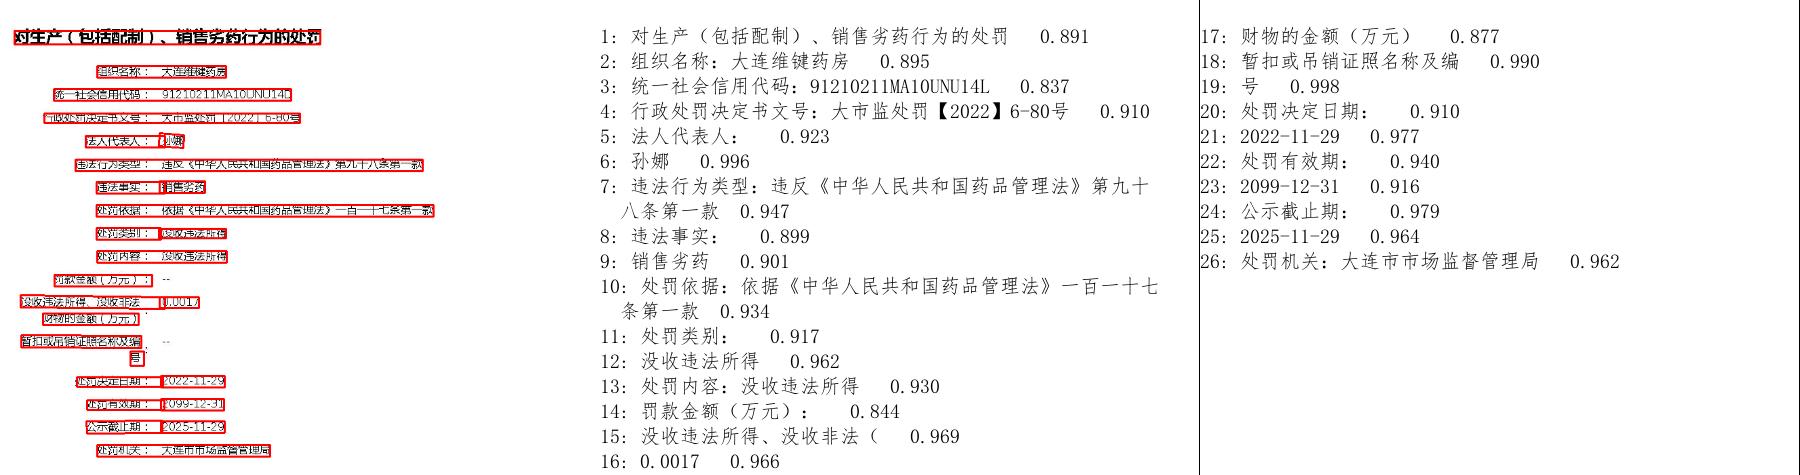 对生产（包括配制）、销售劣药行为的处罚
组织名称： 大连维键药房
统一社会信用代码： 91210211MA10UNU14L
行政处罚决定书文号： 大市监处罚【2022】6-80号
法人代表人： 孙娜
违法行为类型： 违反《中华人民共和国药品管理法》第九十八条第一款
违法事实： 销售劣药
处罚依据： 依据《中华人民共和国药品管理法》一百一十七条第一款
处罚类别： 没收违法所得
处罚内容： 没收违法所得
罚款金额（万元）： --
没收违法所得、没收非法 0.0017
财物的金额（万元）：
暂扣或吊销证照名称及编 --
号：
处罚决定日期： 2022-11-29
处罚有效期： 2099-12-31
公示截止期： 2025-11-29
处罚机关： 大连市市场监督管理局
1: 对生产（包括配制）、销售劣药行为的处罚 0.891
2: 组织名称: 大连维键药房 0.895
3: 统一社会信用代码: 91210211MA10UNU14L 0.837
4: 行政处罚决定书文号: 大市监处罚【2022】6-80号 0.910
5: 法人代表人: 0.923
6: 孙娜 0.996
7: 违法行为类型: 违反《中华人民共和国药品管理法》第九十
八条第一款 0.947
8: 违法事实: 0.899
9: 销售劣药 0.901
10: 处罚依据: 依据《中华人民共和国药品管理法》一百一十七
条第一款 0.934
11: 处罚类别: 0.917
12: 没收违法所得 0.962
13: 处罚内容: 没收违法所得 0.930
14: 罚款金额（万元）: 0.844
15: 没收违法所得、没收非法（ 0.969
16: 0.0017 0.966
17: 财物的金额（万元） 0.877
18: 暂扣或吊销证照名称及编 0.990
19: 号 0.998
20: 处罚决定日期: 0.910
21: 2022-11-29 0.977
22: 处罚有效期: 0.940
23: 2099-12-31 0.916
24: 公示截止期: 0.979
25: 2025-11-29 0.964
26: 处罚机关: 大连市市场监督管理局 0.962